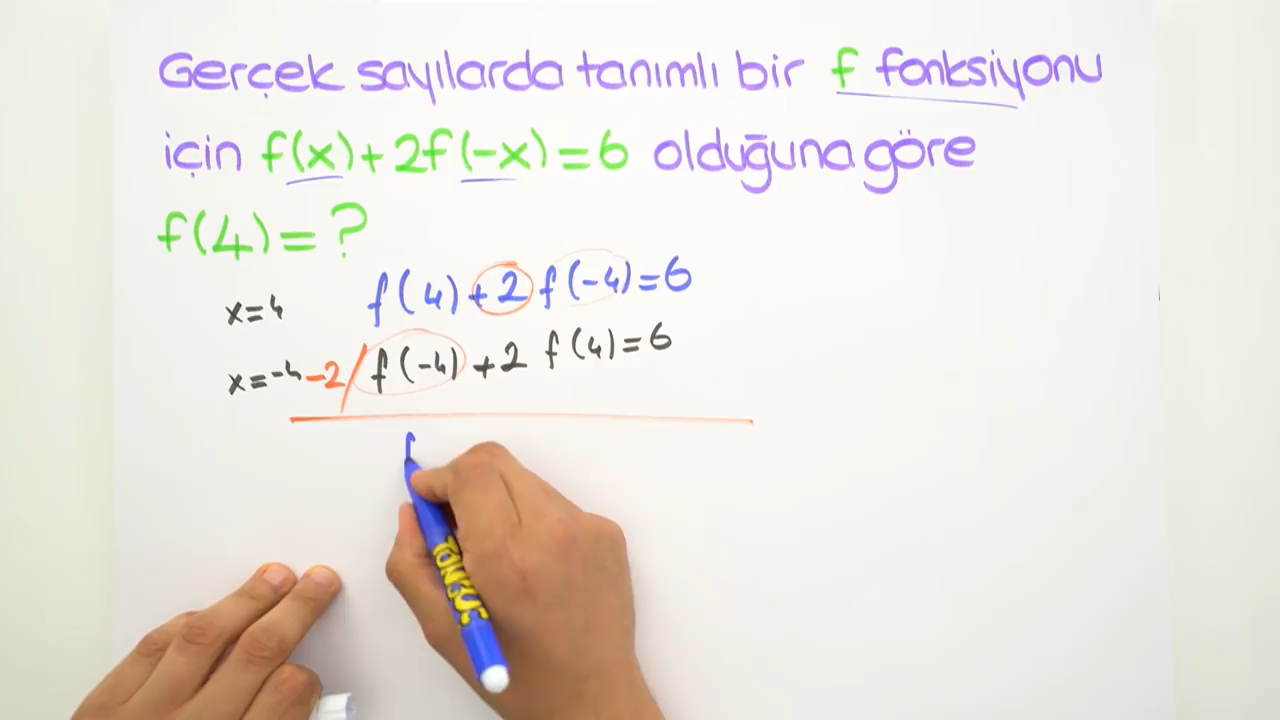 Gerçek sayılarda tanımlı bir f fonksiyonu
için f(x)+2f(-x)=6 olduğuna göre
f(4)=?
x=4 f(4)+2f(-4)=6
x=-4 -2/ f(-4)+2 f(4)=6
f